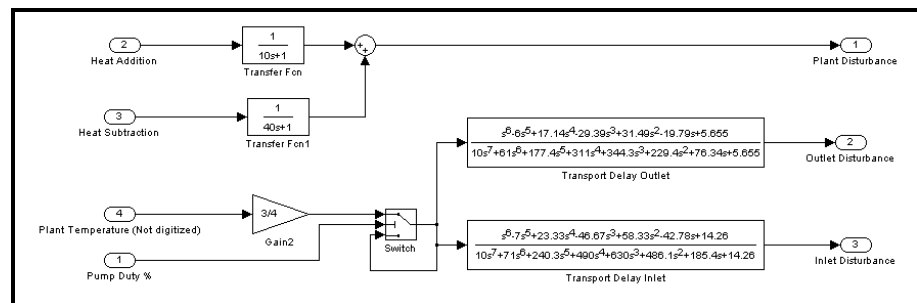 2
Heat Addition
1
10s+1
Transfer Fcn
+
+
1
Plant Disturbance
3
Heat Subtraction
1
40s+1
Transfer Fcn1
s^6-6s^5+17.14s^4-29.39s^3+31.49s^2-19.79s+5.655
10s^7+61s^6+177.4s^5+311s^4+344.3s^3+229.4s^2+76.34s+5.655
Transport Delay Outlet
2
Outlet Disturbance
4
Plant Temperature (Not digitized)
3/4
Gain2
Switch
1
Pump Duty %
s^6-7s^5+23.33s^4-46.67s^3+58.33s^2-42.78s+14.26
10s^7+71s^6+240.3s^5+490s^4+630s^3+486.1s^2+185.4s+14.26
Transport Delay Inlet
3
Inlet Disturbance